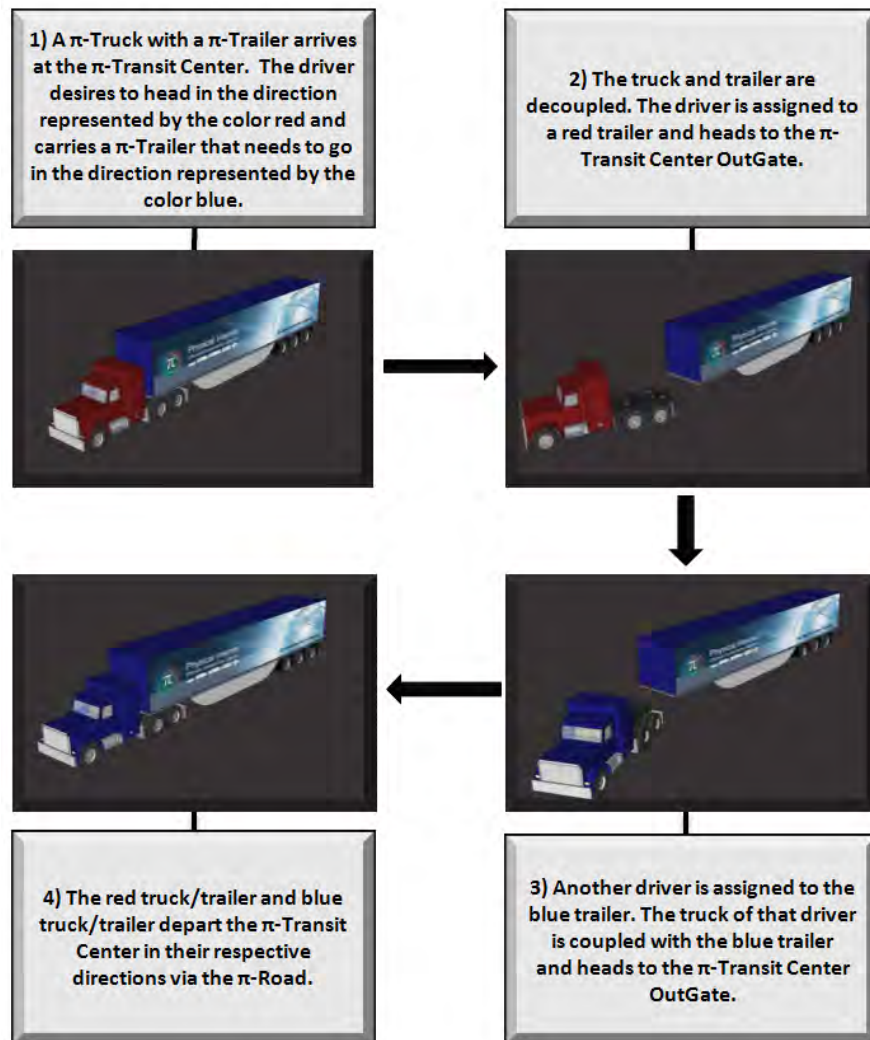 1) A π-Truck with a π-Trailer arrives
at the π-Transit Center.  The driver
desires to head in the direction
represented by the color red and
carries a π-Trailer that needs to go
in the direction represented by the
color blue.
2) The truck and trailer are
decoupled. The driver is assigned to
a red trailer and heads to the π-
Transit Center OutGate.
π
π
π
π
4) The red truck/trailer and blue
truck/trailer depart the π-Transit
Center in their respective
directions via the π-Road.
3) Another driver is assigned to the
blue trailer. The truck of that driver
is coupled with the blue trailer
and heads to the π-Transit Center
OutGate.